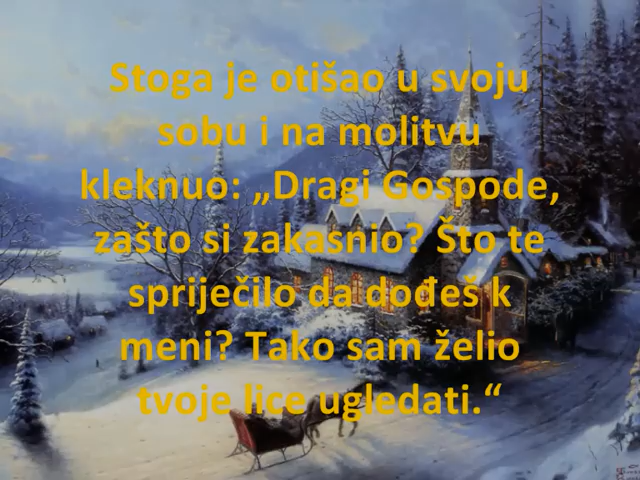 Stoga je otišao u svoju
sobu i na molitvu
kleknuo: „Dragi Gospode,
zašto si zakasnio? Što te
spriječilo da dođeš k
meni? Tako sam želio
tvoje lice ugledati.“